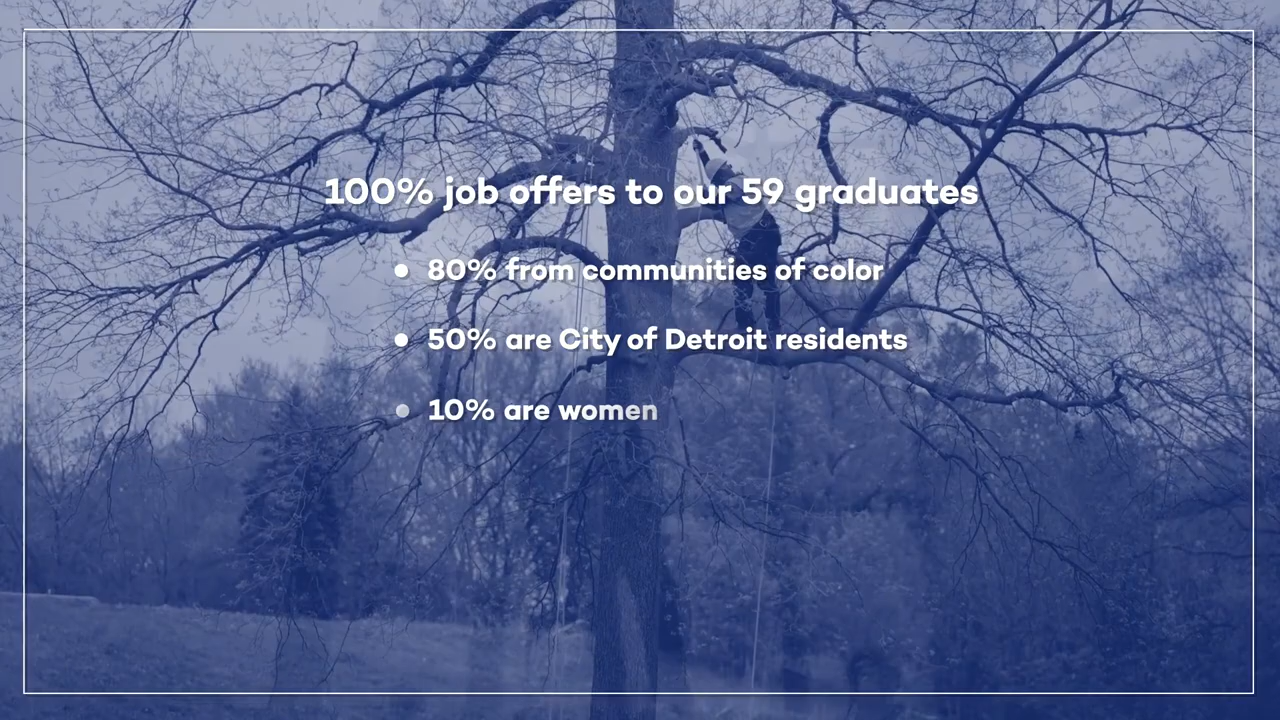 100% job offers to our 59 graduates
• 80% from communities of color
• 50% are City of Detroit residents
• 10% are women